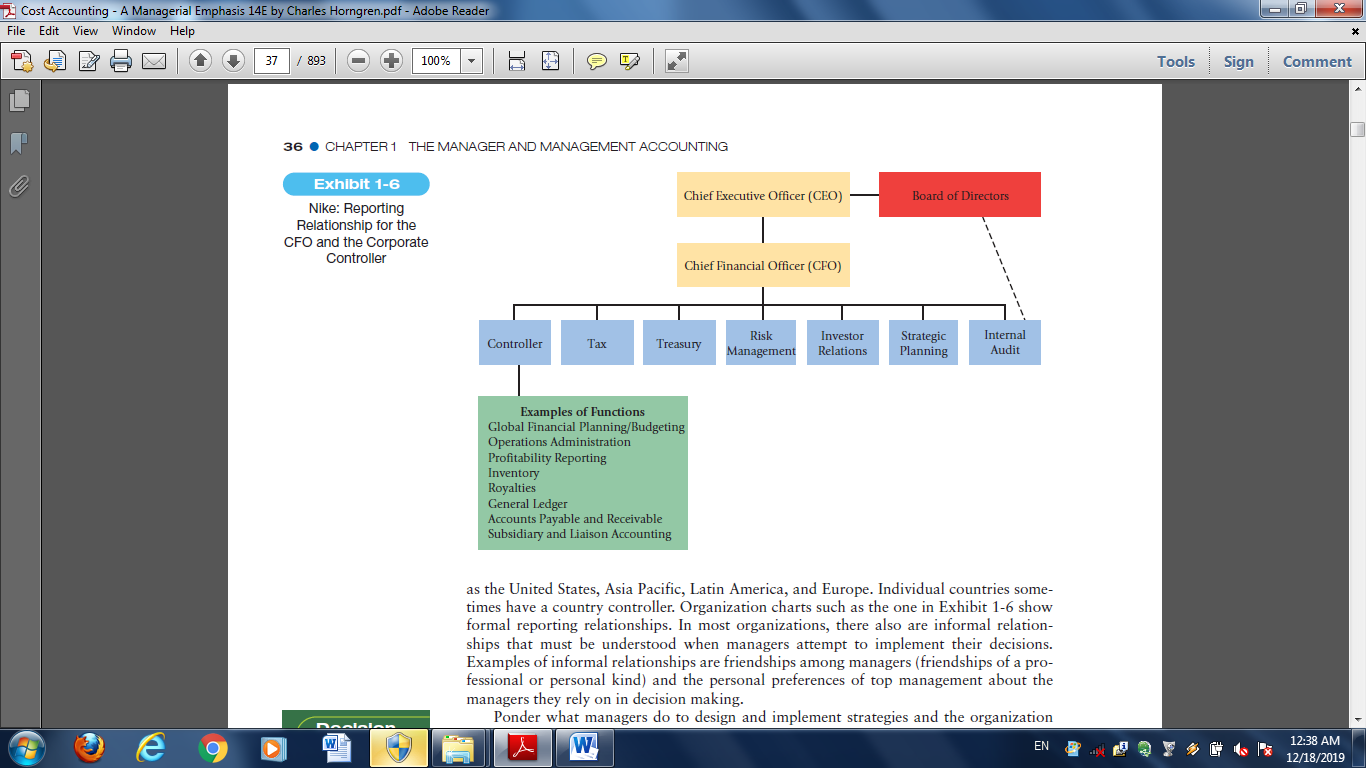 Cost Accounting - A Managerial Emphasis 14E by Charles Horngren.pdf - Adobe Reader
File Edit View Window Help
37 / 893 100% Tools Sign Comment
36 ● CHAPTER 1 THE MANAGER AND MANAGEMENT ACCOUNTING
Exhibit 1-6
Nike: Reporting
Relationship for the
CFO and the Corporate
Controller
Chief Executive Officer (CEO)
Board of Directors
Chief Financial Officer (CFO)
Controller
Tax
Treasury
Risk
Management
Investor
Relations
Strategic
Planning
Internal
Audit
Examples of Functions
Global Financial Planning/Budgeting
Operations Administration
Profitability Reporting
Inventory
Royalties
General Ledger
Accounts Payable and Receivable
Subsidiary and Liaison Accounting
as the United States, Asia Pacific, Latin America, and Europe. Individual countries some-
times have a country controller. Organization charts such as the one in Exhibit 1-6 show
formal reporting relationships. In most organizations, there also are informal relation-
ships that must be understood when managers attempt to implement their decisions.
Examples of informal relationships are friendships among managers (friendships of a pro-
fessional or personal kind) and the personal preferences of top management about the
managers they rely on in decision making.
Ponder what managers do to design and implement strategies and the organization
Decision
EN
12:38 AM
12/18/2019